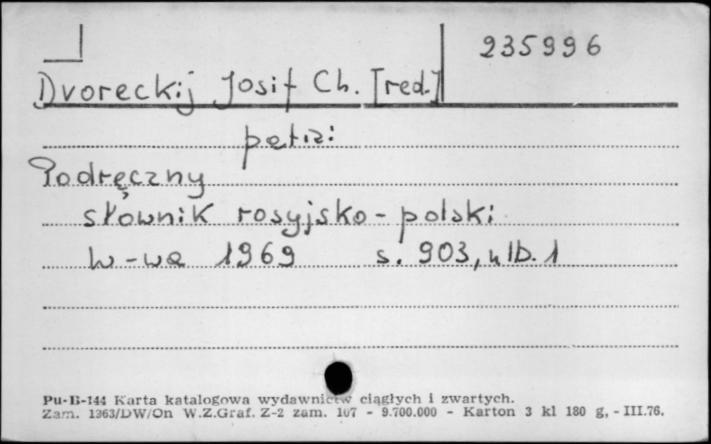 235996
Dvoreckij Josif Ch. [red.]
patrz:
Podręczny
słownik rosyjsko-polski
W-wa 1969 s. 903, nlb. 1
Pu-B-144 Karta katalogowa wydawnictw ciągłych i zwartych.
Zam. 1363/DW/On W.Z.Graf. Z-2 zam. 107 - 9.700.000 - Karton 3 kl 180 g, - III.76.